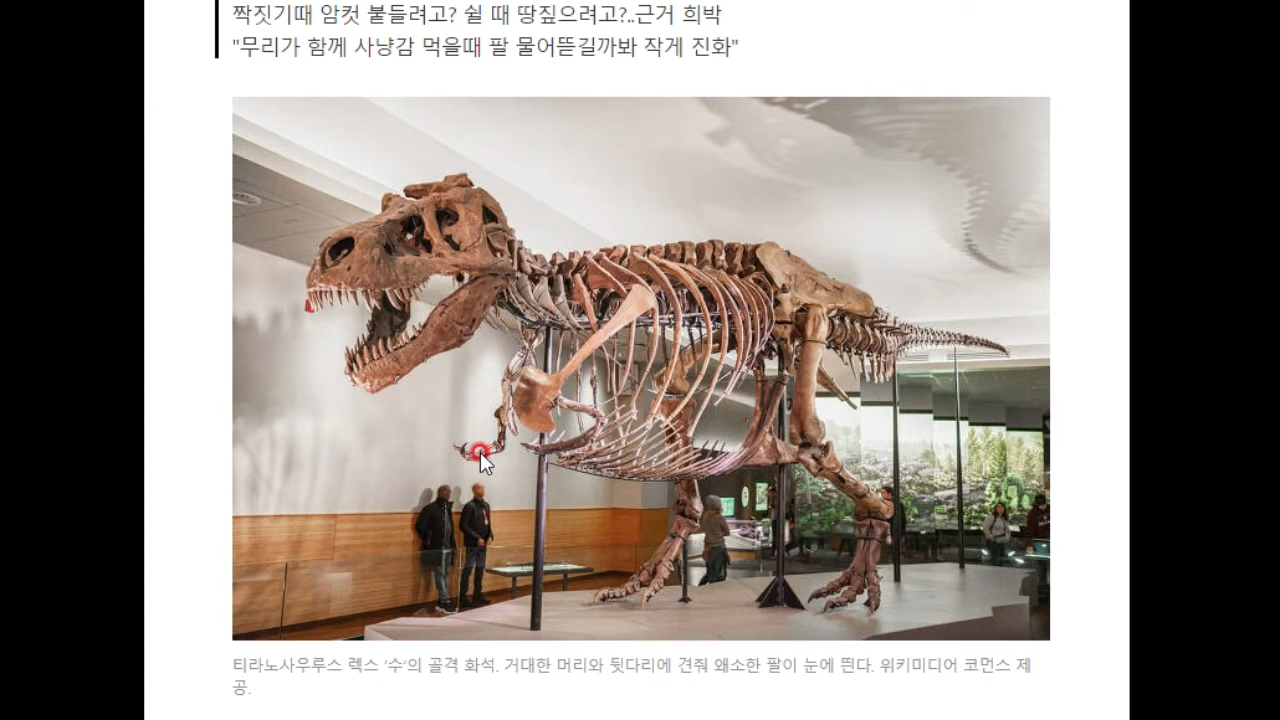 짝짓기때 암컷 붙들려고? 쉴 때 땅짚으려고?..근거 희박
"무리가 함께 사냥감 먹을때 팔 물어뜯길까봐 작게 진화"
티라노사우루스 렉스 '수'의 골격 화석. 거대한 머리와 뒷다리에 견줘 왜소한 팔이 눈에 띈다. 위키미디어 코먼스 제
공.